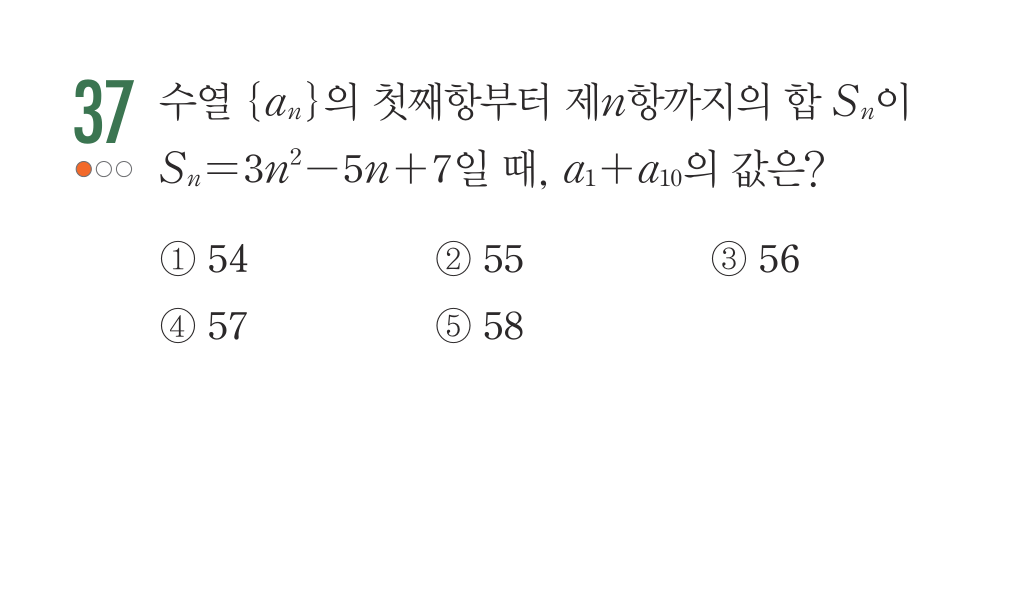 37 수열 {aₙ}의 첫째항부터 제n항까지의 합 Sₙ이
Sₙ=3n²-5n+7일 때, a₁+a₁₀의 값은?
① 54 ② 55 ③ 56
④ 57 ⑤ 58